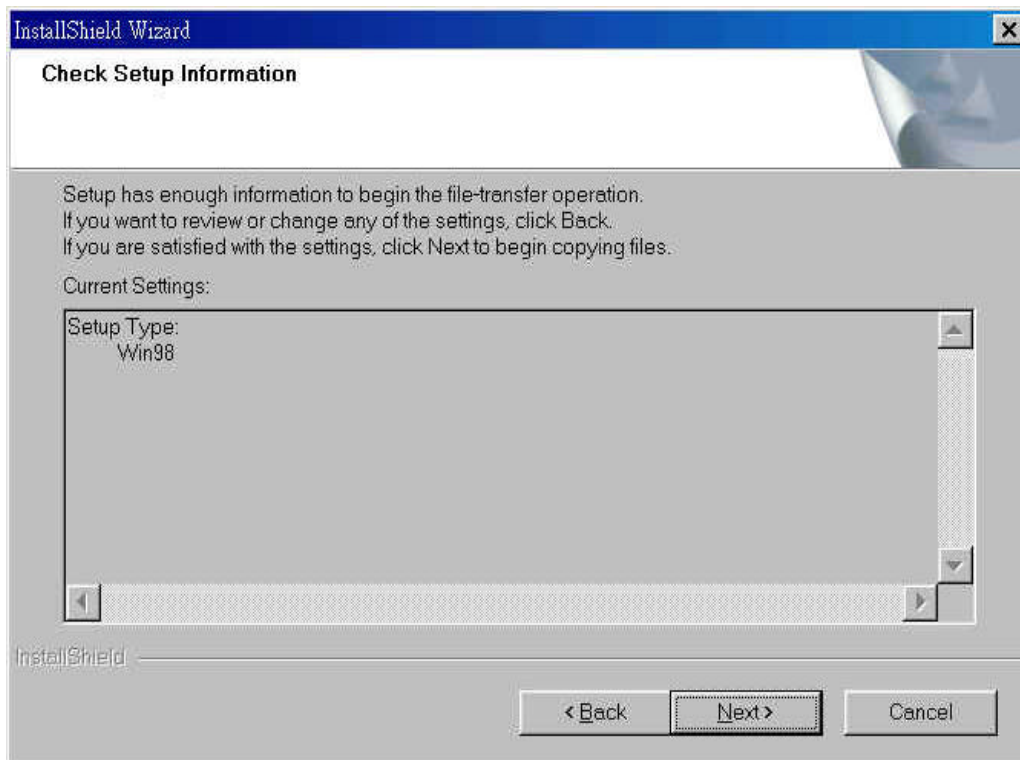 InstallShield Wizard
Check Setup Information
Setup has enough information to begin the file-transfer operation.
If you want to review or change any of the settings, click Back.
If you are satisfied with the settings, click Next to begin copying files.
Current Settings:
Setup Type:
Win98
InstallShield
< Back
Next >
Cancel